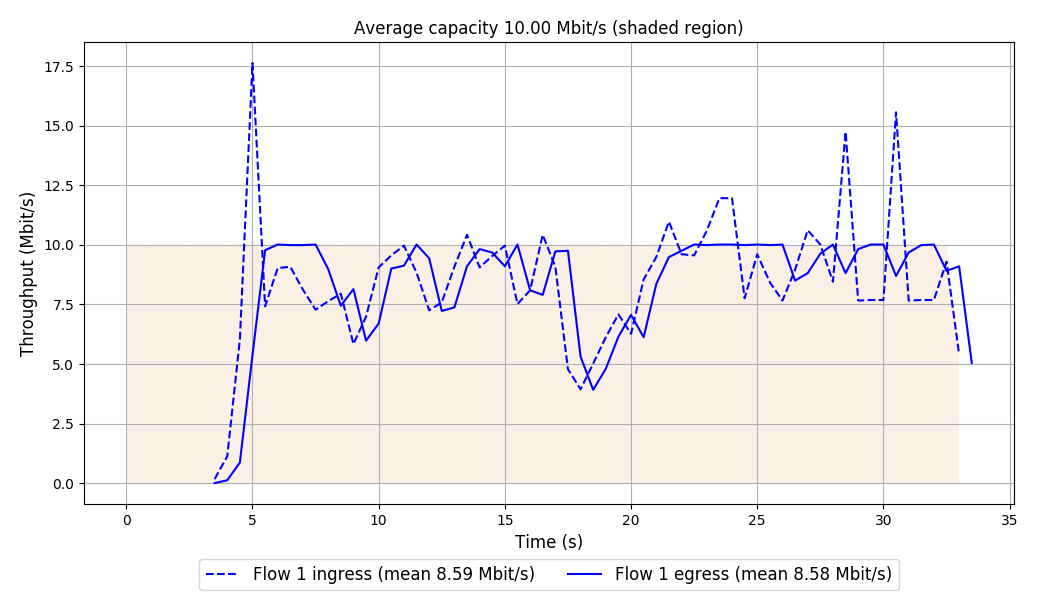 Average capacity 10.00 Mbit/s (shaded region)
Throughput (Mbit/s)
17.5
15.0
12.5
10.0
7.5
5.0
2.5
0.0
0 5 10 15 20 25 30 35
Time (s)
Flow 1 ingress (mean 8.59 Mbit/s) Flow 1 egress (mean 8.58 Mbit/s)